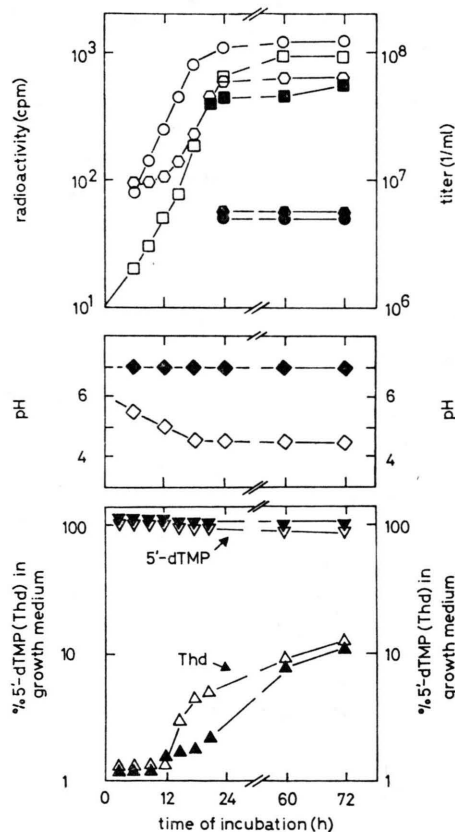 radioactivity (cpm)
10³
10²
10¹
titer (1/ml)
10⁸
10⁷
10⁶
pH
6
4
pH
6
4
%5'-dTMP (Thd) in
growth medium
100
10
1
5'-dTMP
Thd
%5'-dTMP (Thd) in
growth medium
100
10
1
0 12 24 60 72
time of incubation (h)